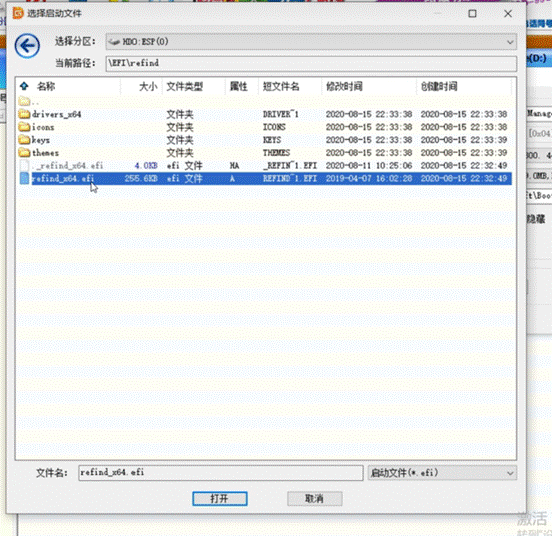 选择启动文件
选择分区： HD0:ESP(0)
当前路径： \EFI\refind
名称 大小 文件类型 属性 短文件名 修改时间 创建时间
..
drivers_x64 文件夹 DRIVER~1 2020-08-15 22:33:38 2020-08-15 22:33:38
icons 文件夹 ICONS 2020-08-15 22:33:38 2020-08-15 22:33:38
keys 文件夹 KEYS 2020-08-15 22:33:39 2020-08-15 22:33:39
themes 文件夹 THEMES 2020-08-15 22:33:38 2020-08-15 22:33:39
._refind_x64.efi 4.0KB efi 文件 HA _REFIN~1.EFI 2020-08-11 10:25:06 2020-08-15 22:32:49
refind_x64.efi 255.6KB efi 文件 A REFIND~1.EFI 2019-04-07 16:02:28 2020-08-15 22:32:49
文件名： refind_x64.efi 启动文件(*.efi)
打开 取消
(D:)
Manage
[0x04
300. 4
.0MB,
ft\Boo
隐藏
激活